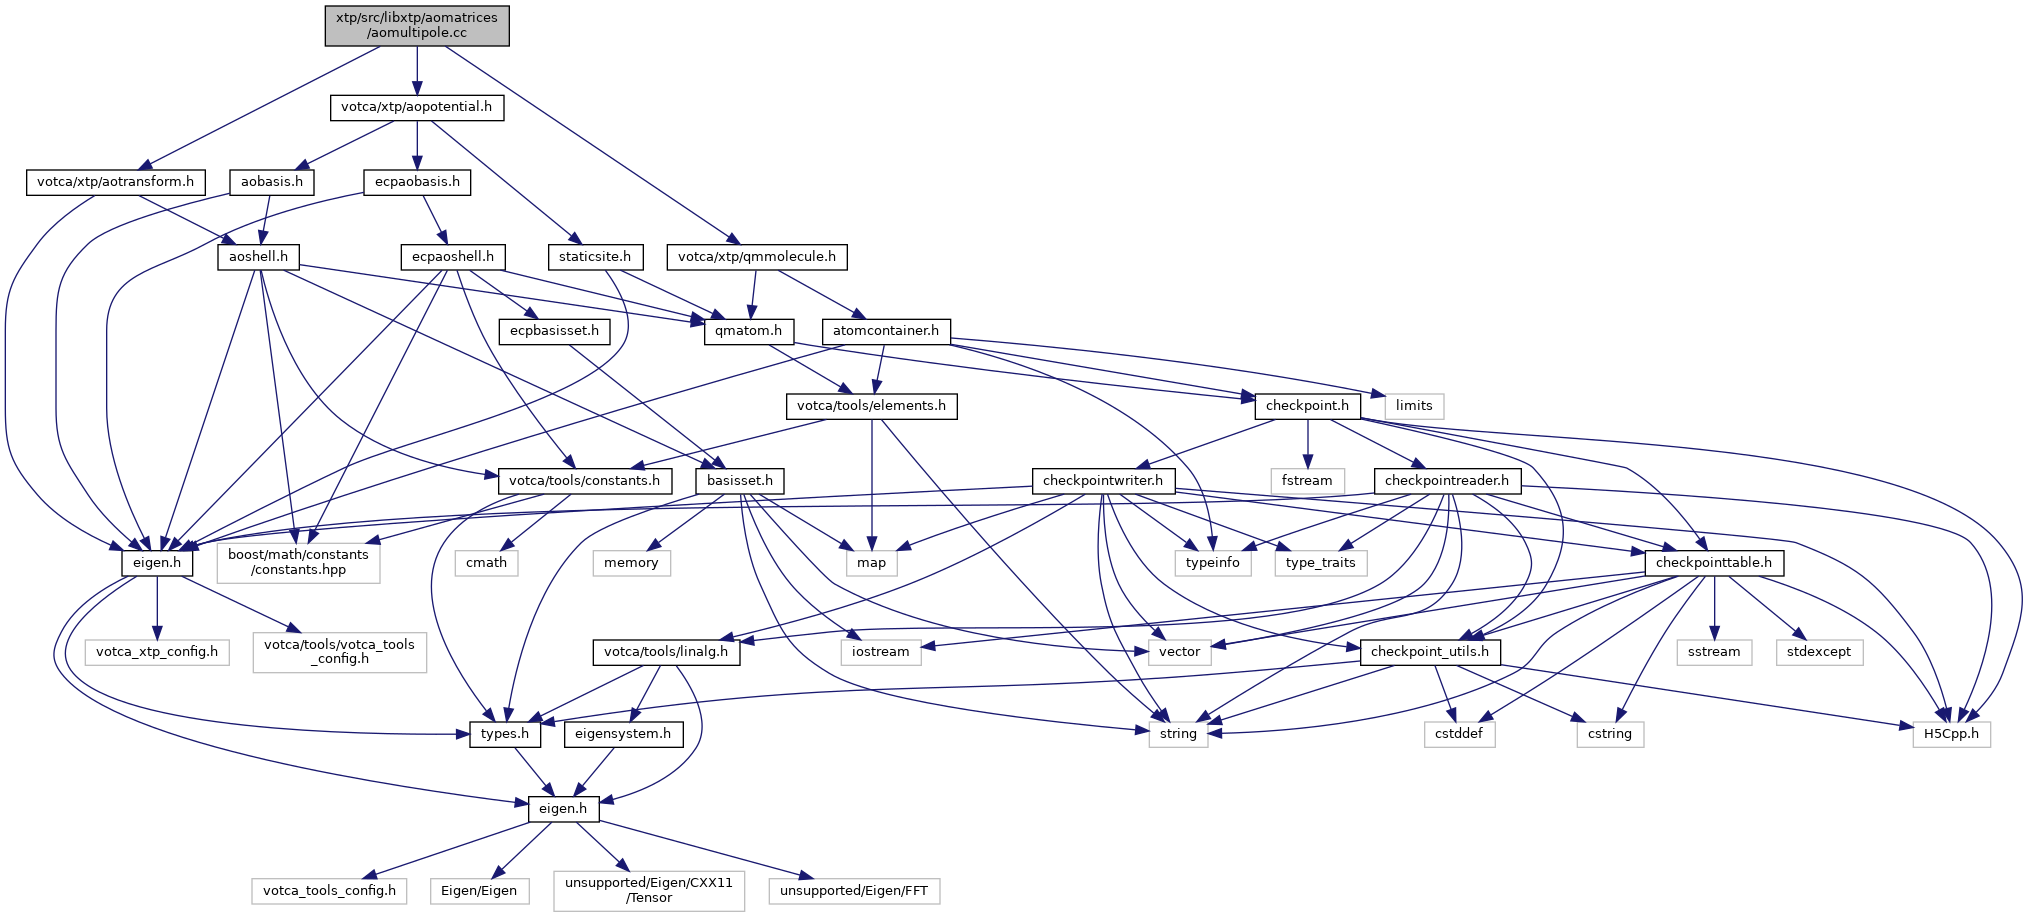 xtp/src/libxtp/aomatrices
/aomultipole.cc
votca/xtp/aopotential.h
votca/xtp/aotransform.h
aobasis.h
ecpaobasis.h
aoshell.h
ecpaoshell.h
staticsite.h
votca/xtp/qmmolecule.h
ecpbasisset.h
qmatom.h
atomcontainer.h
votca/tools/elements.h
checkpoint.h
limits
votca/tools/constants.h
basisset.h
checkpointwriter.h
fstream
checkpointreader.h
eigen.h
boost/math/constants
/constants.hpp
cmath
memory
map
typeinfo
type_traits
checkpointtable.h
votca_xtp_config.h
votca/tools/votca_tools
_config.h
votca/tools/linalg.h
iostream
vector
checkpoint_utils.h
sstream
stdexcept
types.h
eigensystem.h
string
cstddef
cstring
H5Cpp.h
eigen.h
votca_tools_config.h
Eigen/Eigen
unsupported/Eigen/CXX11
/Tensor
unsupported/Eigen/FFT